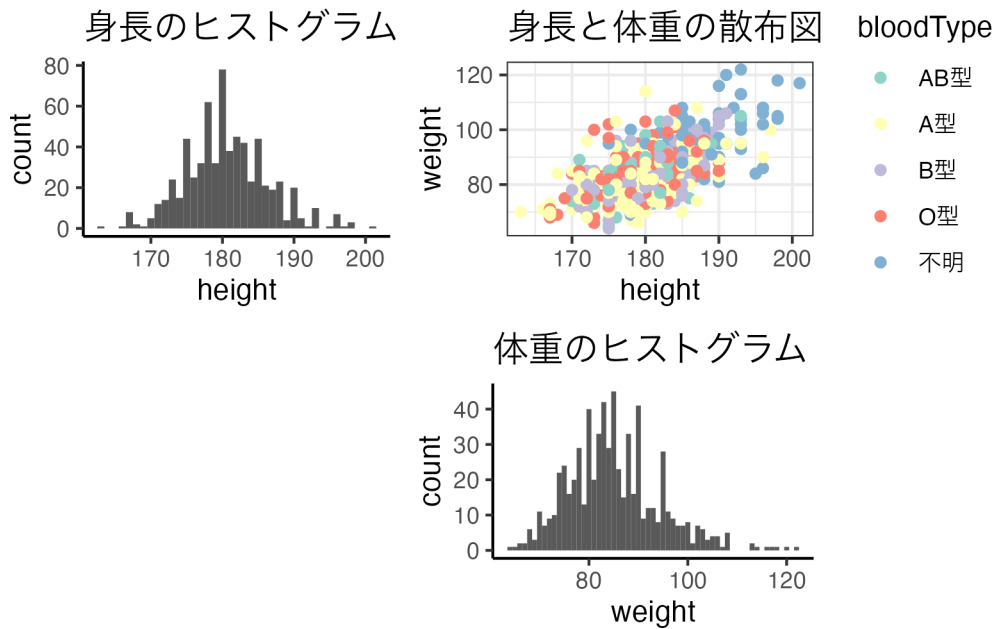 身長のヒストグラム
80
60
40
20
0
count
170 180 190 200
height
身長と体重の散布図
120
100
80
weight
170 180 190 200
height
bloodType
AB型
A型
B型
O型
不明
体重のヒストグラム
40
30
20
10
0
count
80 100 120
weight